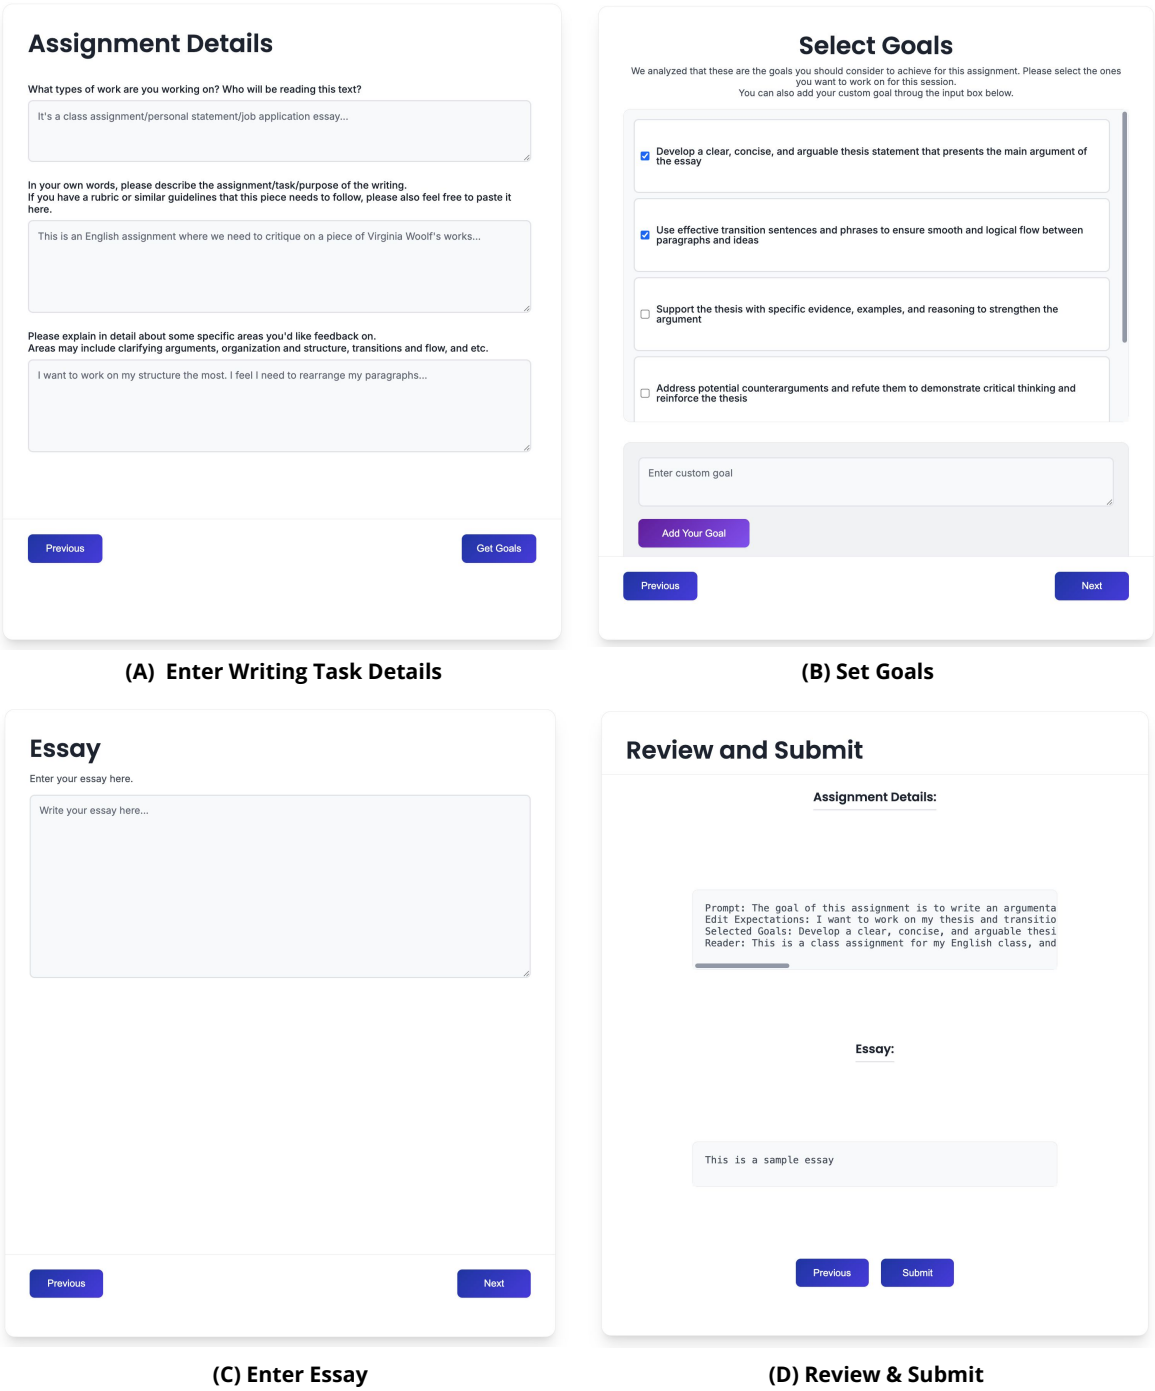 Assignment Details
What types of work are you working on? Who will be reading this text?
It's a class assignment/personal statement/job application essay...
In your own words, please describe the assignment/task/purpose of the writing.
If you have a rubric or similar guidelines that this piece needs to follow, please also feel free to paste it
here.
This is an English assignment where we need to critique on a piece of Virginia Woolf's works...
Please explain in detail about some specific areas you'd like feedback on.
Areas may include clarifying arguments, organization and structure, transitions and flow, and etc.
I want to work on my structure the most. I feel I need to rearrange my paragraphs...
Previous
Get Goals
(A) Enter Writing Task Details
Select Goals
We analyzed that these are the goals you should consider to achieve for this assignment. Please select the ones
you want to work on for this session.
You can also add your custom goal throug the input box below.
Develop a clear, concise, and arguable thesis statement that presents the main argument of
the essay
Use effective transition sentences and phrases to ensure smooth and logical flow between
paragraphs and ideas
Support the thesis with specific evidence, examples, and reasoning to strengthen the
argument
Address potential counterarguments and refute them to demonstrate critical thinking and
reinforce the thesis
Enter custom goal
Add Your Goal
Previous
Next
(B) Set Goals
Essay
Enter your essay here.
Write your essay here...
Previous
Next
(C) Enter Essay
Review and Submit
Assignment Details:
Prompt: The goal of this assignment is to write an argumenta
Edit Expectations: I want to work on my thesis and transitio
Selected Goals: Develop a clear, concise, and arguable thesi
Reader: This is a class assignment for my English class, and
Essay:
This is a sample essay
Previous
Submit
(D) Review & Submit